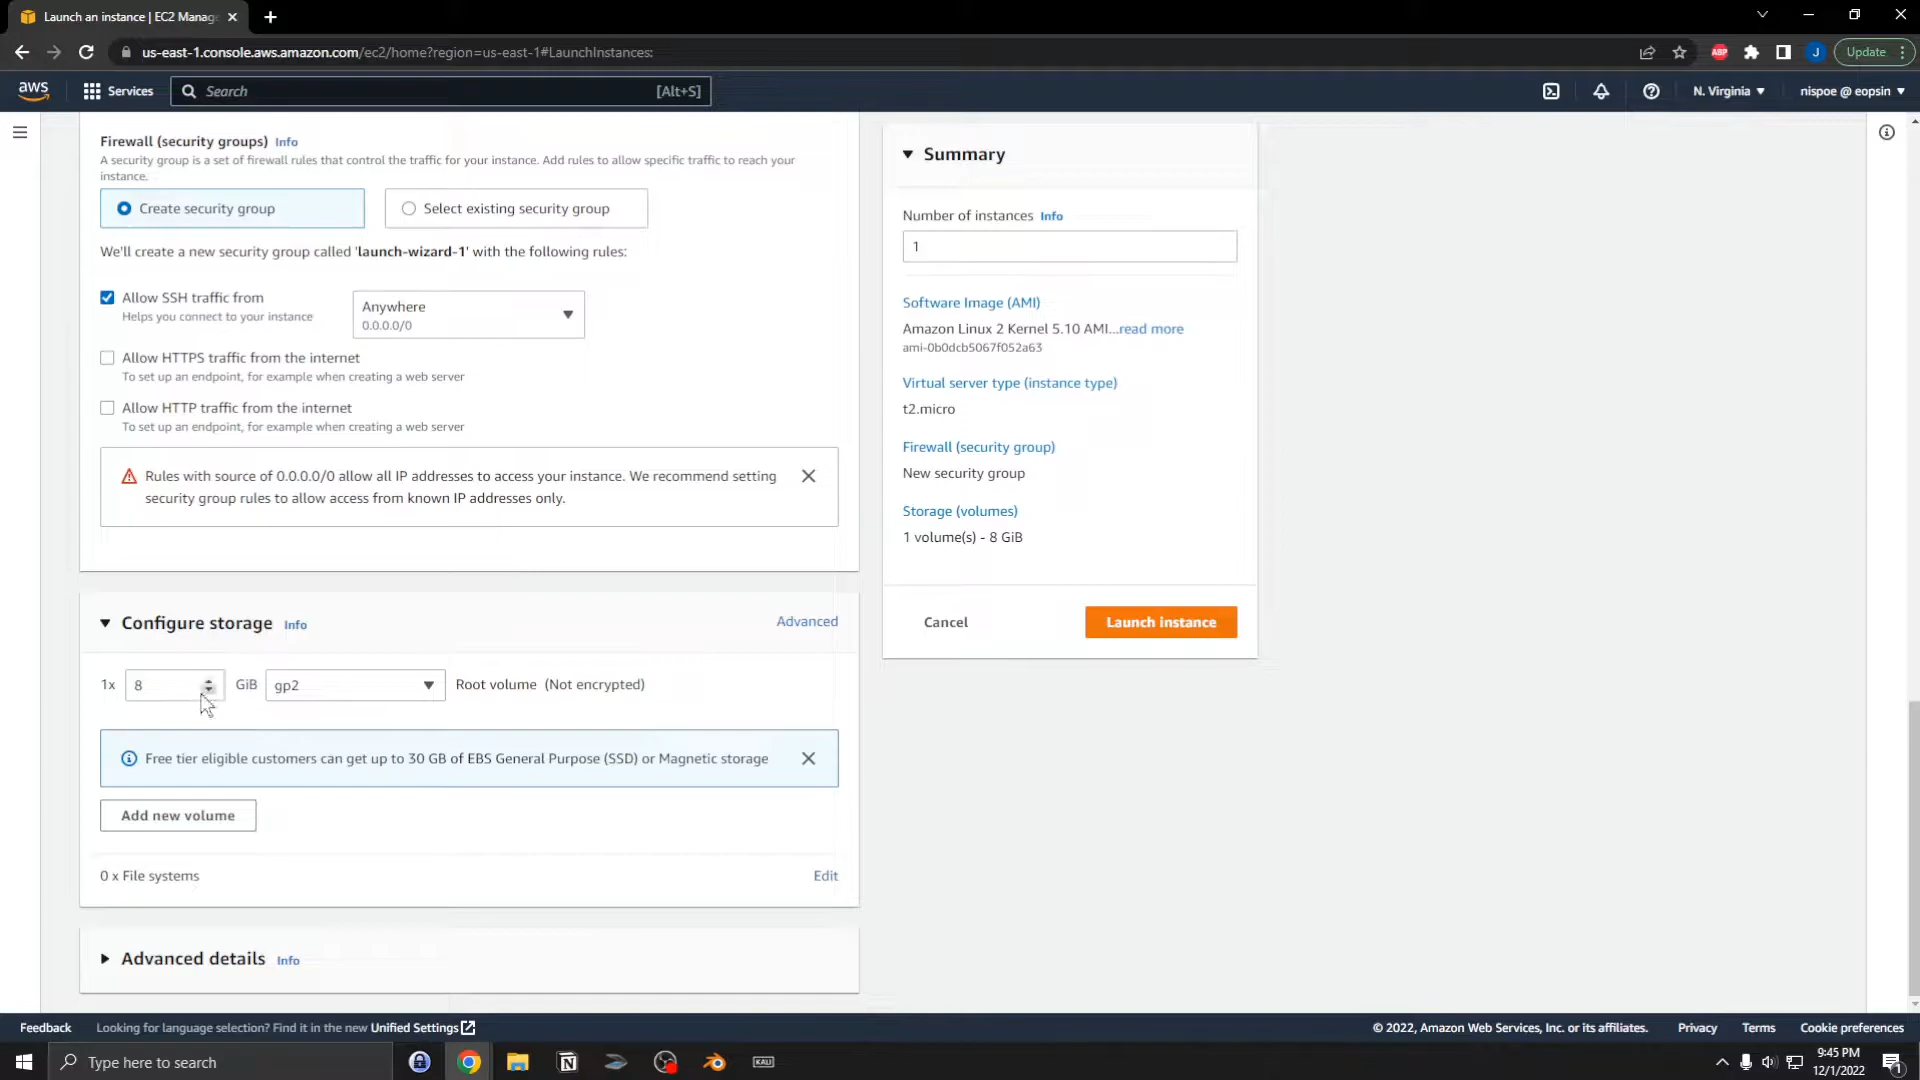 Launch an instance | EC2 Manag
us-east-1.console.aws.amazon.com/ec2/home?region=us-east-1#LaunchInstances:
ABP
J
Update
aws
Services
Search
[Alt+S]
N. Virginia
nispoe @ eopsin
Firewall (security groups) Info
A security group is a set of firewall rules that control the traffic for your instance. Add rules to allow specific traffic to reach your
instance.
Create security group
Select existing security group
We'll create a new security group called 'launch-wizard-1' with the following rules:
Allow SSH traffic from
Helps you connect to your instance
Anywhere
0.0.0.0/0
Allow HTTPS traffic from the internet
To set up an endpoint, for example when creating a web server
Allow HTTP traffic from the internet
To set up an endpoint, for example when creating a web server
Rules with source of 0.0.0.0/0 allow all IP addresses to access your instance. We recommend setting
security group rules to allow access from known IP addresses only.
Configure storage Info
Advanced
1x 8 GiB gp2 Root volume (Not encrypted)
Free tier eligible customers can get up to 30 GB of EBS General Purpose (SSD) or Magnetic storage
Add new volume
0 x File systems
Edit
Advanced details Info
Summary
Number of instances Info
1
Software Image (AMI)
Amazon Linux 2 Kernel 5.10 AMI...read more
ami-0b0dcb5067f052a63
Virtual server type (instance type)
t2.micro
Firewall (security group)
New security group
Storage (volumes)
1 volume(s) - 8 GiB
Cancel
Launch instance
Feedback
Looking for language selection? Find it in the new Unified Settings
© 2022, Amazon Web Services, Inc. or its affiliates.
Privacy
Terms
Cookie preferences
Type here to search
KALI
9:45 PM
12/1/2022
1